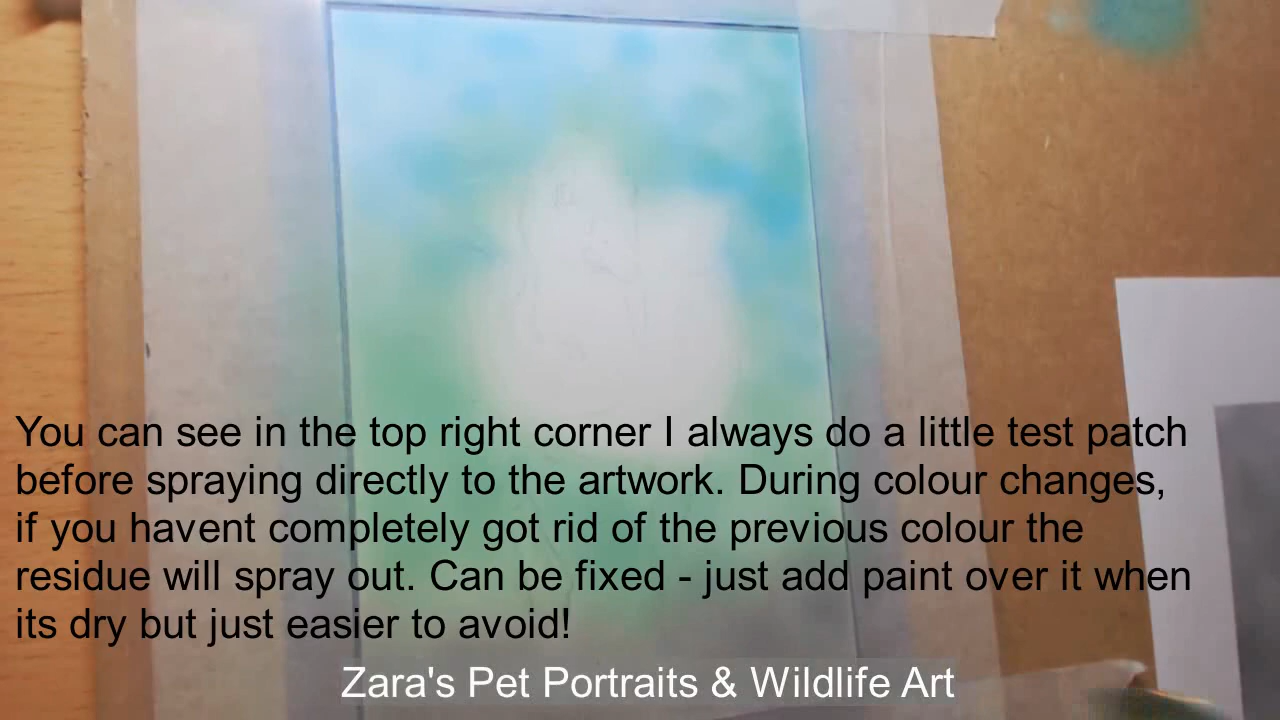 You can see in the top right corner I always do a little test patch
before spraying directly to the artwork. During colour changes,
if you havent completely got rid of the previous colour the
residue will spray out. Can be fixed - just add paint over it when
its dry but just easier to avoid!
Zara's Pet Portraits & Wildlife Art